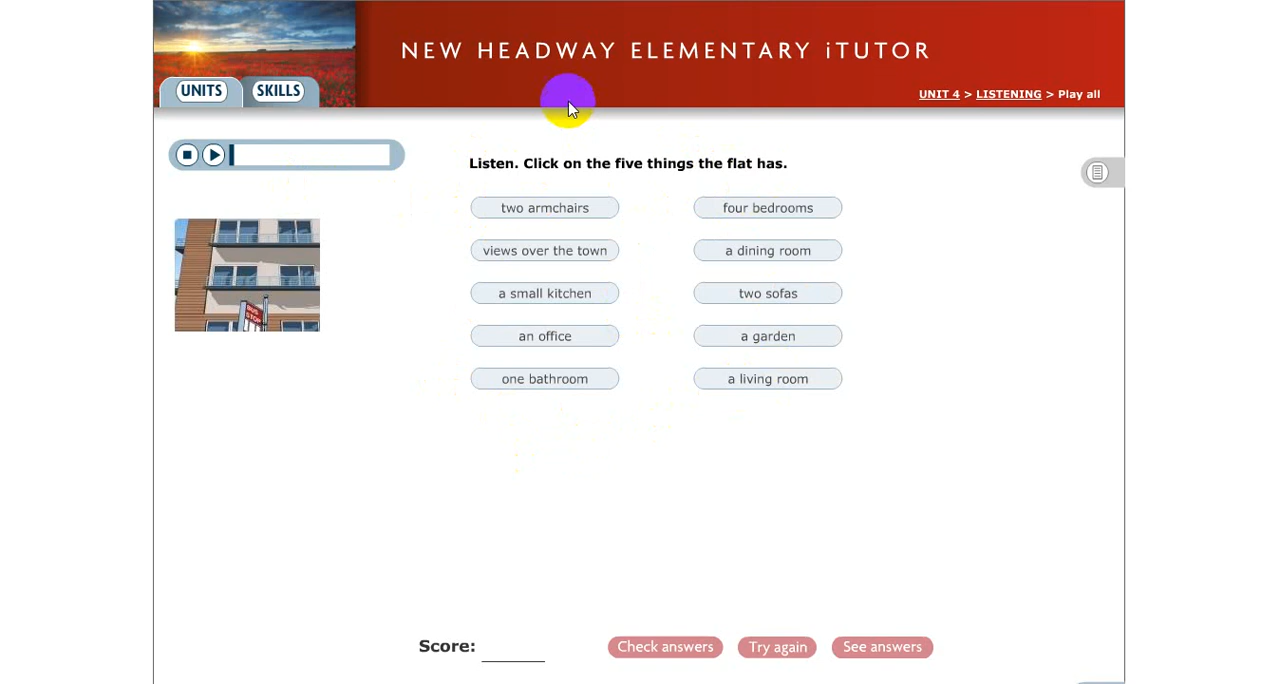 NEW HEADWAY ELEMENTARY iTUTOR
UNITS
SKILLS
UNIT 4 > LISTENING > Play all
Listen. Click on the five things the flat has.
two armchairs
four bedrooms
views over the town
a dining room
a small kitchen
two sofas
an office
a garden
one bathroom
a living room
BUS
STOP
Score:
Check answers
Try again
See answers